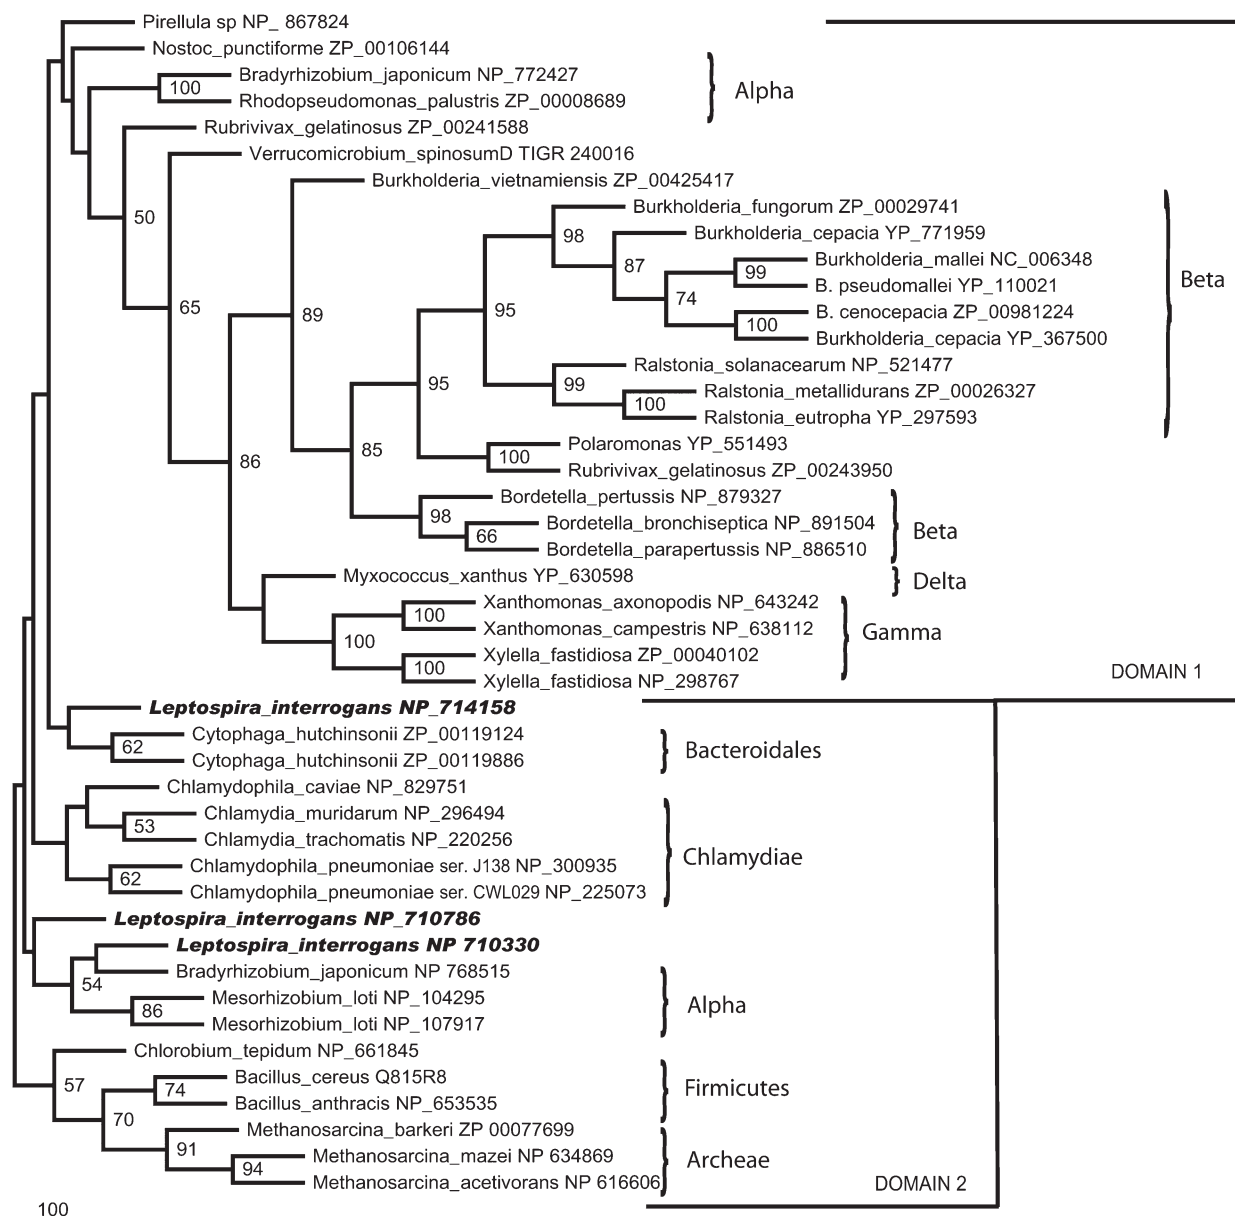 Pirellula sp NP_ 867824
Nostoc_punctiforme ZP_00106144
Bradyrhizobium_japonicum NP_772427
100
Alpha
Rhodopseudomonas_palustris ZP_00008689
Rubrivivax_gelatinosus ZP_00241588
Verrucomicrobium_spinosumD TIGR 240016
Burkholderia_vietnamiensis ZP_00425417
50
Burkholderia_fungorum ZP_00029741
98
Burkholderia_cepacia YP_771959
87
Burkholderia_mallei NC_006348
99
Beta
B. pseudomallei YP_110021
74
65
89
95
B. cenocepacia ZP_00981224
100
Burkholderia_cepacia YP_367500
Ralstonia_solanacearum NP_521477
95
99
Ralstonia_metallidurans ZP_00026327
100
Ralstonia_eutropha YP_297593
Polaromonas YP_551493
86
85
100
Rubrivivax_gelatinosus ZP_00243950
Bordetella_pertussis NP_879327
98
Bordetella_bronchiseptica NP_891504
Beta
66
Bordetella_parapertussis NP_886510
Myxococcus_xanthus YP_630598
Delta
Xanthomonas_axonopodis NP_643242
100
Xanthomonas_campestris NP_638112
Gamma
100
Xylella_fastidiosa ZP_00040102
100
Xylella_fastidiosa NP_298767
DOMAIN 1
Leptospira_interrogans NP_714158
Cytophaga_hutchinsonii ZP_00119124
62
Bacteroidales
Cytophaga_hutchinsonii ZP_00119886
Chlamydophila_caviae NP_829751
Chlamydia_muridarum NP_296494
53
Chlamydia_trachomatis NP_220256
Chlamydiae
Chlamydophila_pneumoniae ser. J138 NP_300935
62
Chlamydophila_pneumoniae ser. CWL029 NP_225073
Leptospira_interrogans NP_710786
Leptospira_interrogans NP 710330
Bradyrhizobium_japonicum NP 768515
54
Mesorhizobium_loti NP_104295
86
Alpha
Mesorhizobium_loti NP_107917
Chlorobium_tepidum NP_661845
57
Bacillus_cereus Q815R8
74
Firmicutes
Bacillus_anthracis NP_653535
70
Methanosarcina_barkeri ZP 00077699
91
Methanosarcina_mazei NP 634869
94
Archeae
Methanosarcina_acetivorans NP 616606
DOMAIN 2
100